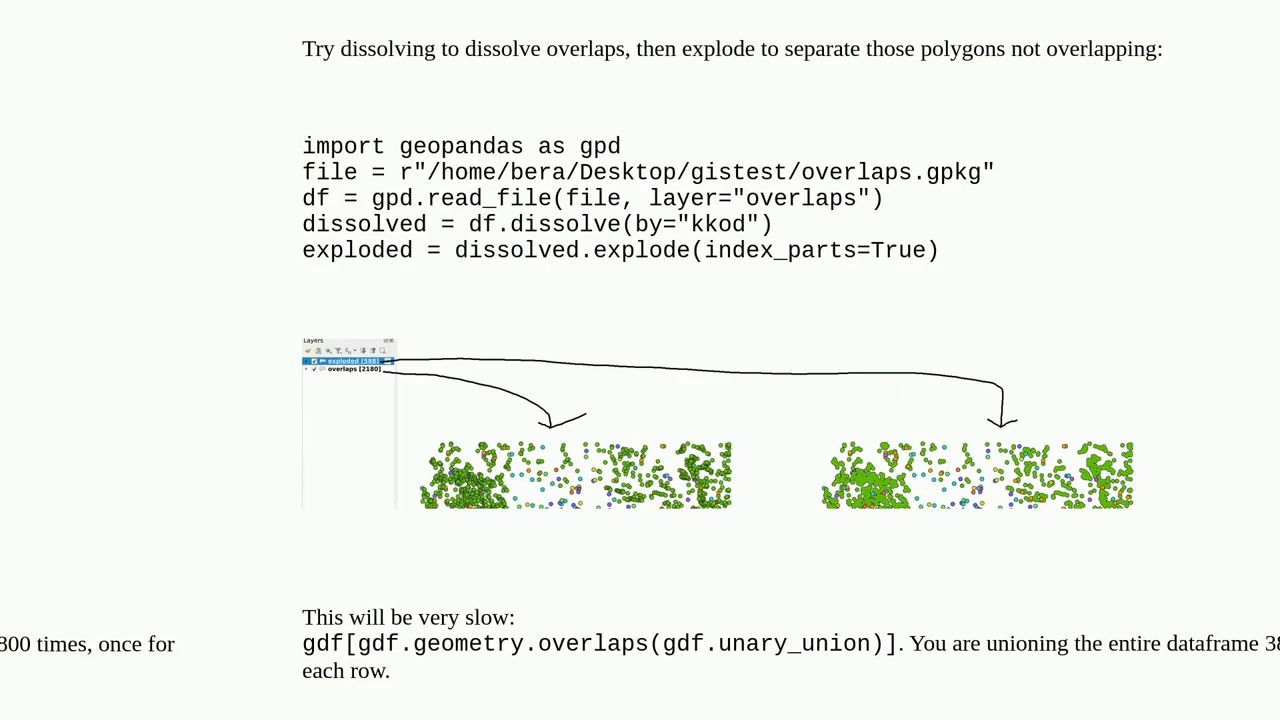 Try dissolving to dissolve overlaps, then explode to separate those polygons not overlapping:
import geopandas as gpd
file = r"/home/bera/Desktop/gistest/overlaps.gpkg"
df = gpd.read_file(file, layer="overlaps")
dissolved = df.dissolve(by="kkod")
exploded = dissolved.explode(index_parts=True)
Layers
exploded [588]
overlaps [2180]
This will be very slow:
800 times, once for
gdf[gdf.geometry.overlaps(gdf.unary_union)]. You are unioning the entire dataframe 38
each row.